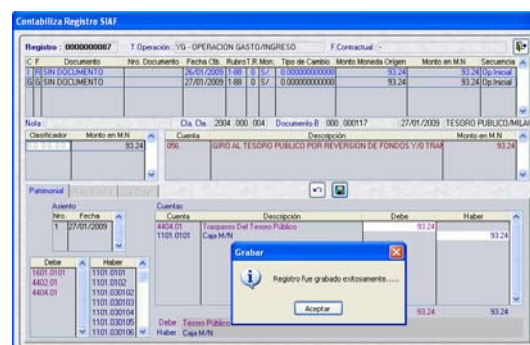 Contabiliza Registro SIAF
Registro : 0000000007 T.Operación : YG - OPERACION GASTO/INGRESO F.Contractual : -
C F Documento Nro. Documento Fecha Ctb. Rubro T.R. Mon. Tipo de Cambio Monto Moneda Origen Monto en M.N Secuencia
I R SIN DOCUMENTO 26/01/2009 1-88 0 S/ 0.000000000000 93.24 93.24 Op.Inicial
G G SIN DOCUMENTO 27/01/2009 1-88 0 S/ 0.000000000000 93.24 93.24 Op.Inicial
Nota : Cta. Cte. : 2004 000 004 Documento B 000 000117 27/01/2009 TESORO PUBLICO/MILA
Clasificador Monto en M.N
93.24
Cuenta Descripción Monto en M.N
056. GIRO AL TESORO PUBLICO POR REVERSION DE FONDOS Y/O TRAN
Patrimonial
Asiento
Nro. Fecha
1 27/01/2009
Cuentas
Cuenta Descripción Debe Haber
4404.01 Traspasos Del Tesoro Público 93.24
1101.0101 Caja M/N 93.24
Debe Haber
1601.0101 1101.0101
4402.01 1101.0102
4404.01 1101.030102
1101.030103
1101.030104
1101.030105
1101.030106
Grabar
Registro fue grabado exitosamente.....
Aceptar
93.24 93.24
Debe : Tesoro Público
Haber : Caja M/N